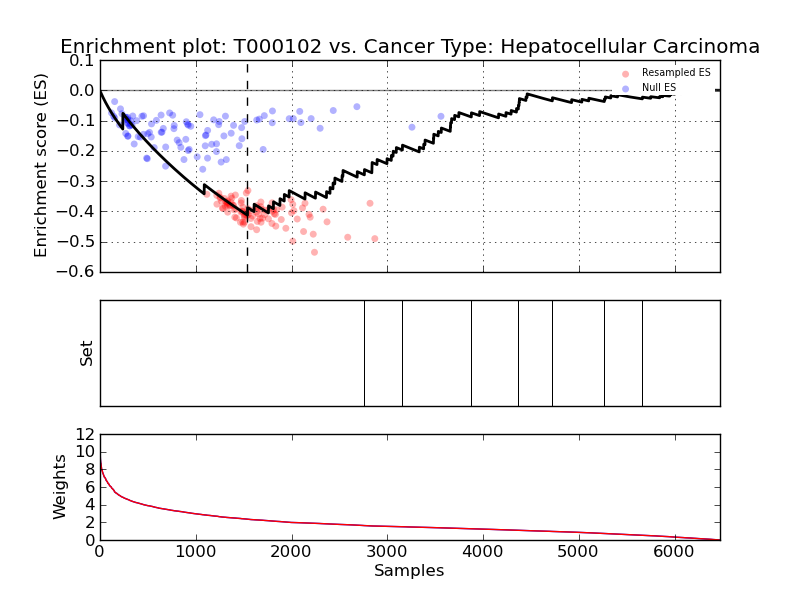 Enrichment plot: T000102 vs. Cancer Type: Hepatocellular Carcinoma
Enrichment score (ES)
0.1
0.0
−0.1
−0.2
−0.3
−0.4
−0.5
−0.6
Resampled ES
Null ES
Set
Weights
12
10
8
6
4
2
0
0 1000 2000 3000 4000 5000 6000
Samples